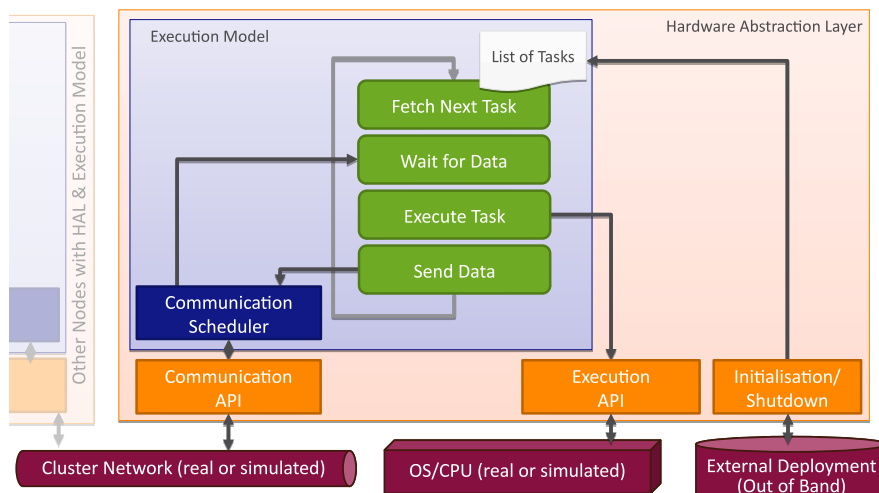 Execution Model
Hardware Abstraction Layer
List of Tasks
Fetch Next Task
Wait for Data
Execute Task
Send Data
Communication
Scheduler
Other Nodes with HAL & Execution Model
Communication
API
Execution
API
Initialisation/
Shutdown
Cluster Network (real or simulated)
OS/CPU (real or simulated)
External Deployment
(Out of Band)